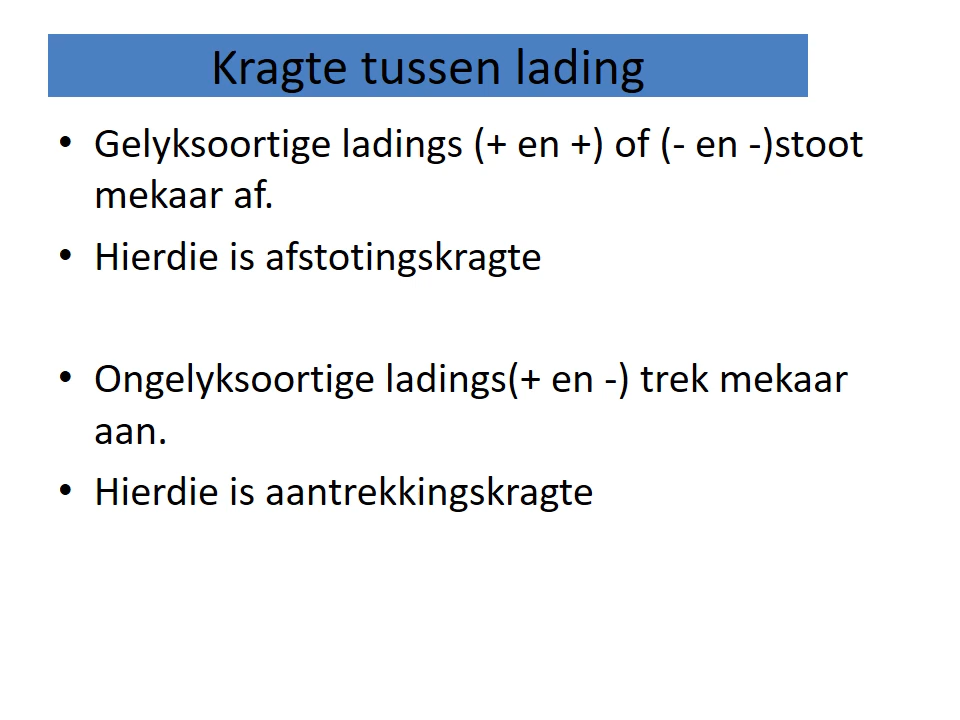 Kragte tussen lading
• Gelyksoortige ladings (+ en +) of (- en -)stoot
mekaar af.
• Hierdie is afstotingskragte
• Ongelyksoortige ladings(+ en -) trek mekaar
aan.
• Hierdie is aantrekkingskragte